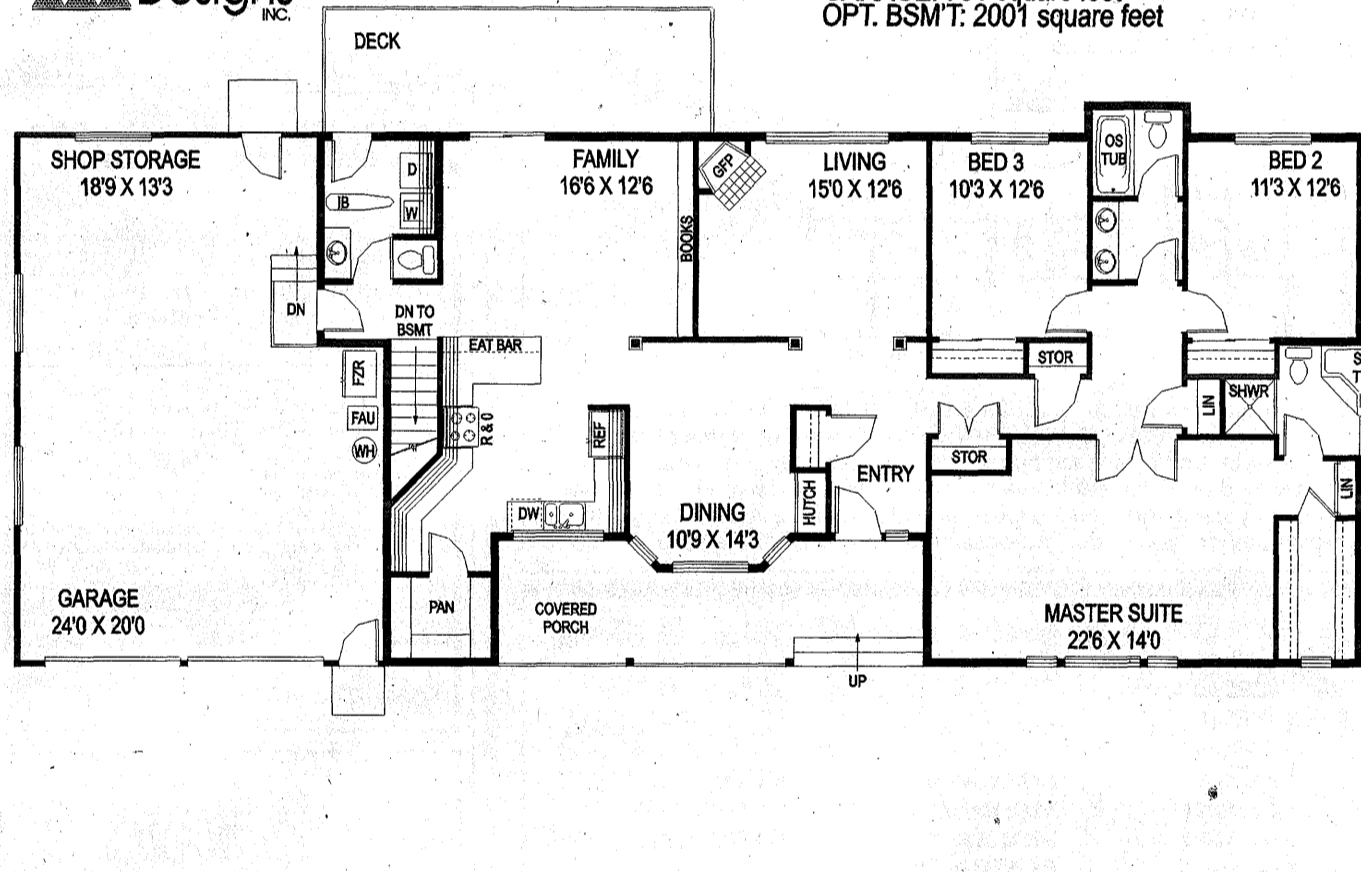 Designs
INC.
square feet
OPT. BSM'T: 2001 square feet
DECK
SHOP STORAGE
18'9 X 13'3
D
IB
W
FAMILY
16'6 X 12'6
BOOKS
GFP
LIVING
15'0 X 12'6
BED 3
10'3 X 12'6
OS
TUB
BED 2
11'3 X 12'6
DN
DN TO
BSMT
EAT BAR
FZR
FAU
WH
R & O
REF
DW
STOR
STOR
LIN
SHWR
LIN
ENTRY
HUTCH
DINING
10'9 X 14'3
GARAGE
24'0 X 20'0
PAN
COVERED
PORCH
UP
MASTER SUITE
22'6 X 14'0